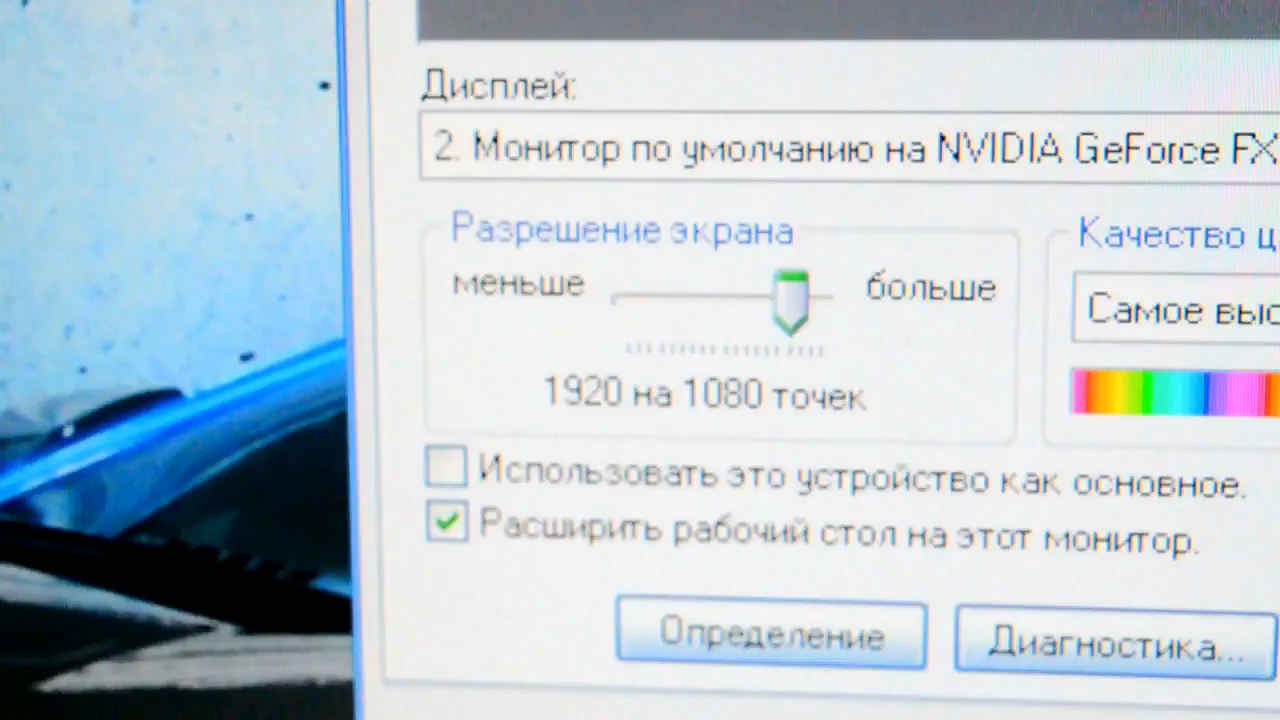 Дисплей:
2. Монитор по умолчанию на NVIDIA GeForce FX
Разрешение экрана
Качество ц
меньше
больше
Самое выс
1920 на 1080 точек
Использовать это устройство как основное.
Расширить рабочий стол на этот монитор.
Определение
Диагностика...